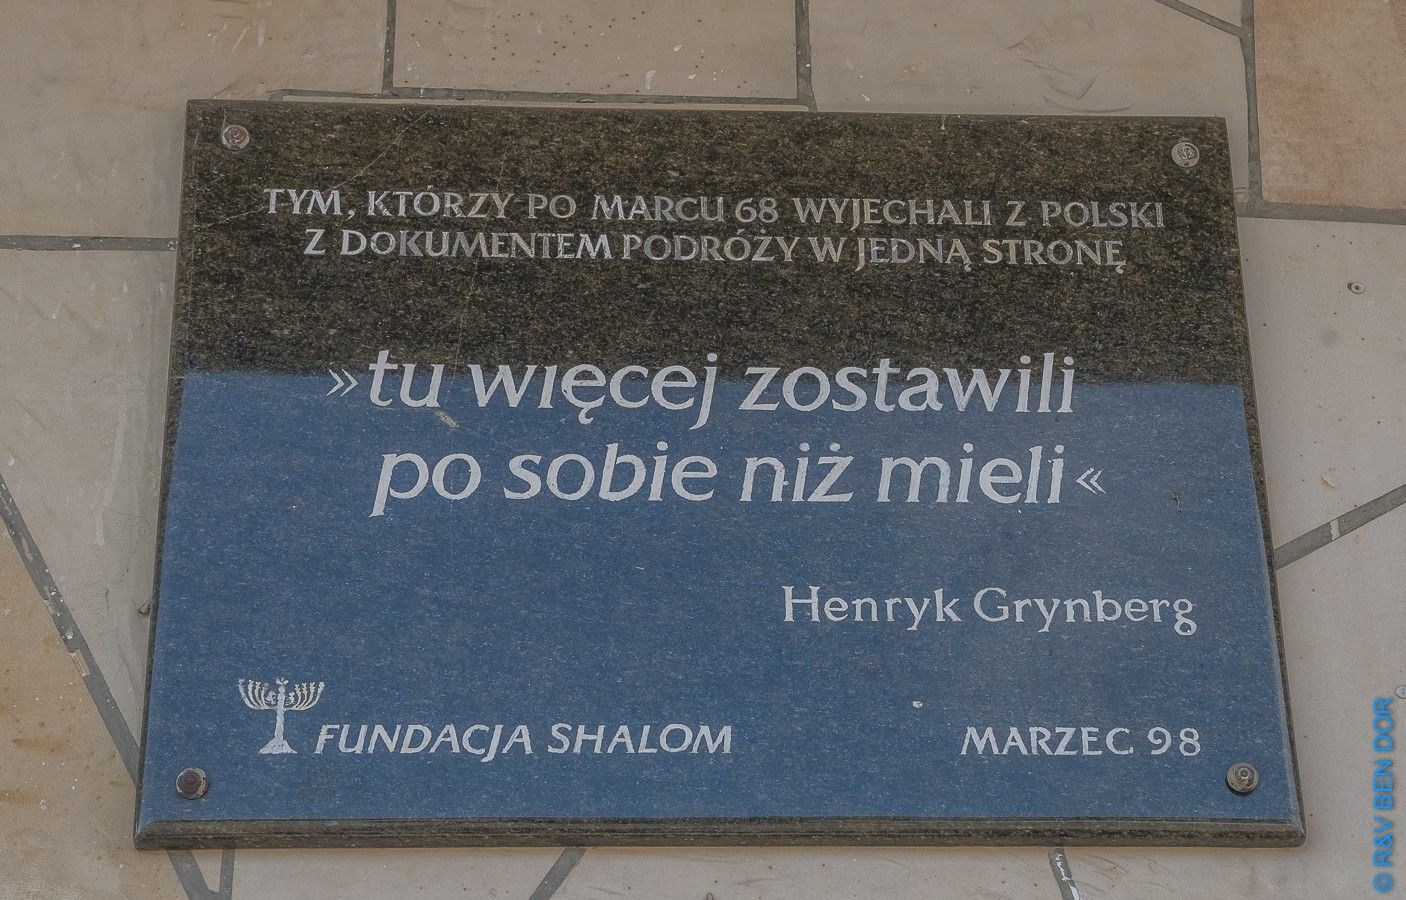 TYM, KTÓRZY PO MARCU 68 WYJECHALI Z POLSKI
Z DOKUMENTEM PODRÓŻY W JEDNĄ STRONĘ
»tu więcej zostawili
po sobie niż mieli«
Henryk Grynberg
FUNDACJA SHALOM
MARZEC 98
© R&V BEN DOR